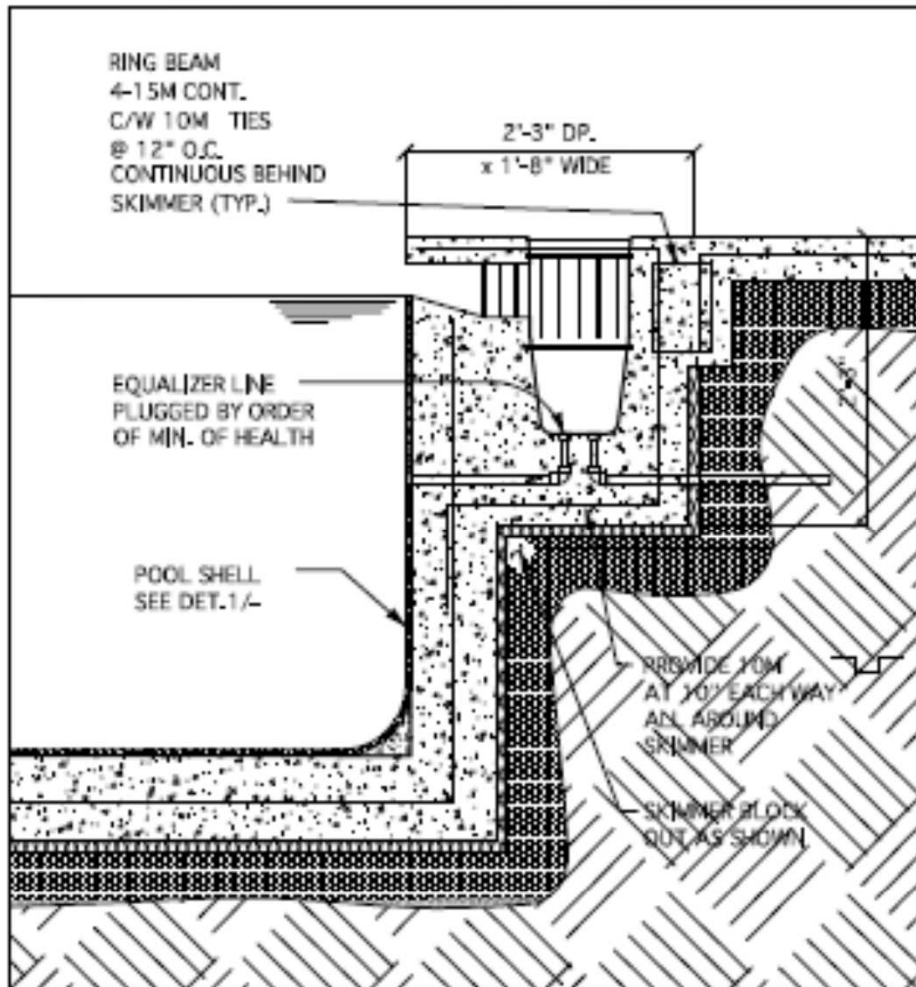 RING BEAM
4-15M CONT.
C/W 10M TIES
@ 12" O.C.
CONTINUOUS BEHIND
SKIMMER (TYP.)
2'-3" DP.
x 1'-8" WIDE
EQUALIZER LINE
PLUGGED BY ORDER
OF MIN. OF HEALTH
POOL SHELL
SEE DET.1/-
PROVIDE 10M
AT 10" EACH WAY
ALL AROUND
SKIMMER
SKIMMER BLOCK
OUT AS SHOWN